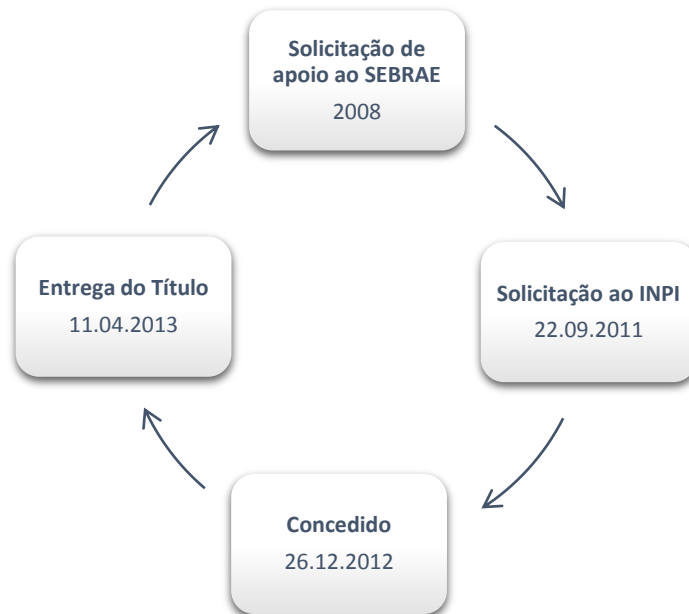 Solicitação de
apoio ao SEBRAE
2008
Solicitação ao INPI
22.09.2011
Concedido
26.12.2012
Entrega do Título
11.04.2013